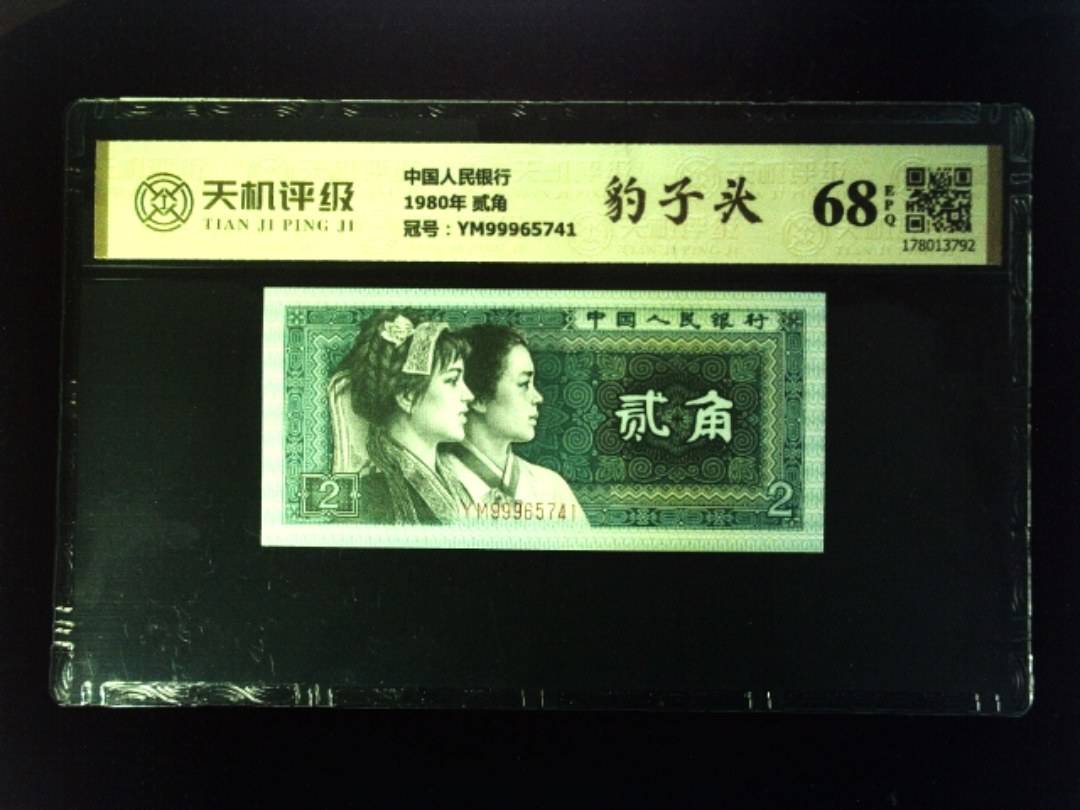 天机评级
TIAN JI PING JI
中国人民银行
1980年 贰角
冠号：YM99965741
豹子头
68
EPQ
178013792
中国人民银行
贰角
2
YM99965741
2